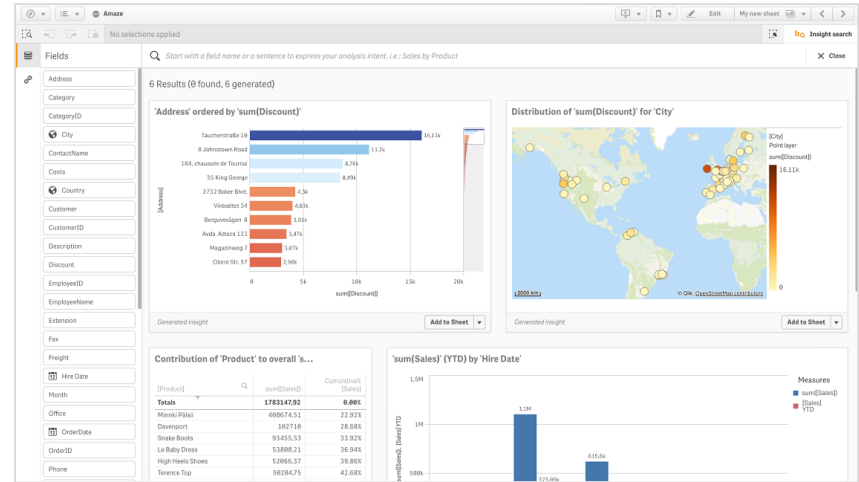 Amaze
Edit
My new sheet
No selections applied
Insight search
Fields
Start with a field name or a sentence to express your analysis intent. i.e.: Sales by Product
Close
Address
Category
CategoryID
City
ContactName
Costs
Country
Customer
CustomerID
Description
Discount
EmployeeID
EmployeeName
Extension
Fax
Freight
Hire Date
Month
Office
OrderDate
OrderID
Phone
6 Results (0 found, 6 generated)
'Address' ordered by 'sum(Discount)'
[Address]
Taucherstraße 10
16,11k
8 Johnstown Road
11,2k
184, chaussée de Tournai
8,76k
35 King George
8,49k
2732 Baker Blvd.
4,3k
Vinbæltet 34
4,03k
Berguvsvägen 8
3,91k
Avda. Azteca 123
3,47k
Magazinweg 7
3,07k
Obere Str. 57
2,98k
0
5k
10k
15k
20k
sum([Discount])
Generated insight
Add to Sheet
Distribution of 'sum(Discount)' for 'City'
[City]
Point layer
sum([Discount])
16,11k
0
2000 km
© Qlik, OpenStreetMap contributors
Generated insight
Add to Sheet
Contribution of 'Product' to overall 's...
[Product] sum([Sales]) Cumulative% [Sales]
Totals 1783147,92 0.00%
Minnki Pälsii 408674,51 22.92%
Davenport 102710 28.68%
Snake Boots 93455,53 33.92%
Le Baby Dress 53808,21 36.94%
High Heels Shoes 52066,37 39.86%
Terence Top 50284,75 42.68%
'sum(Sales)' (YTD) by 'Hire Date'
sum([Sales]), [Sales] YTD
1,5M
1M
500k
1,1M
375,09k
615,6k
Measures
sum([Sales])
[Sales]
YTD